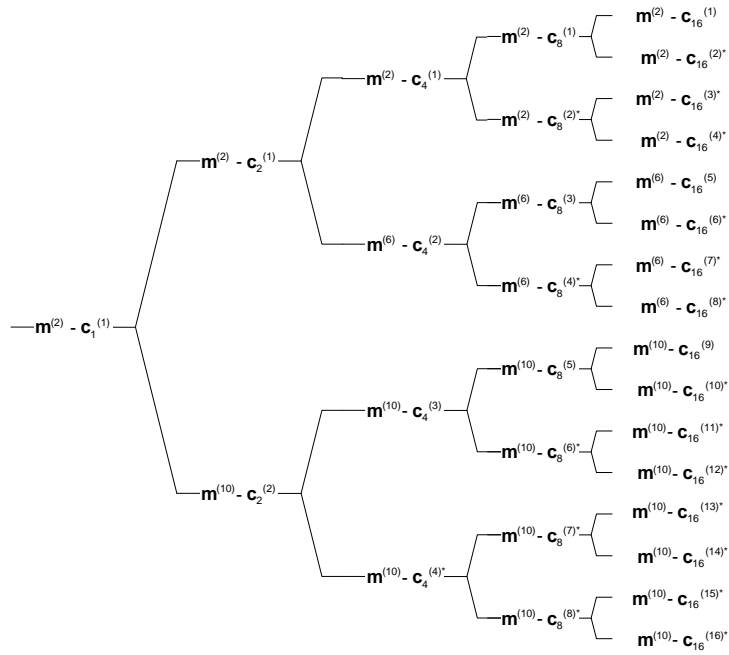 m(2) - c1(1)
m(2) - c2(1)
m(10) - c2(2)
m(2) - c4(1)
m(6) - c4(2)
m(10) - c4(3)
m(10) - c4(4)*
m(2) - c8(1)
m(2) - c8(2)*
m(6) - c8(3)
m(6) - c8(4)*
m(10) - c8(5)
m(10) - c8(6)*
m(10) - c8(7)*
m(10) - c8(8)*
m(2) - c16(1)
m(2) - c16(2)*
m(2) - c16(3)*
m(2) - c16(4)*
m(6) - c16(5)
m(6) - c16(6)*
m(6) - c16(7)*
m(6) - c16(8)*
m(10) - c16(9)
m(10) - c16(10)*
m(10) - c16(11)*
m(10) - c16(12)*
m(10) - c16(13)*
m(10) - c16(14)*
m(10) - c16(15)*
m(10) - c16(16)*